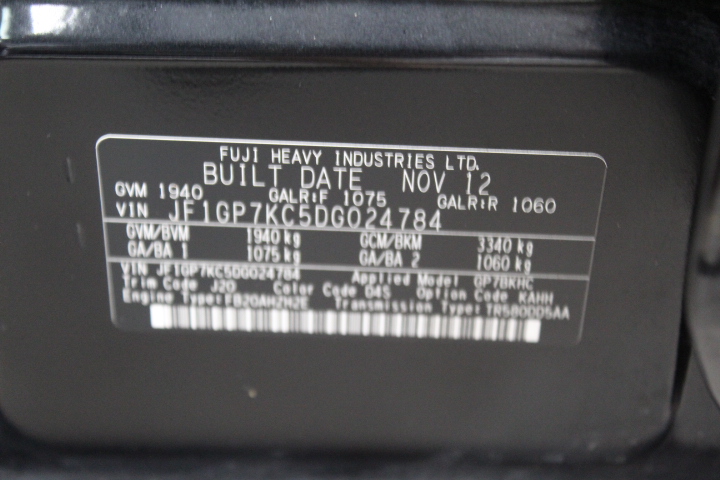 FUJI HEAVY INDUSTRIES LTD.
BUILT DATE NOV 12
GVM 1940 GALR:F 1075 GALR:R 1060
VIN JF1GP7KC5DG024784
GVM/BVM 1940 kg GCM/BKM 3340 kg
GA/BA 1 1075 kg GA/BA 2 1060 kg
VIN JF1GP7KC5DG024784 Applied Model GP7BKHC
Trim Code J20 Color Code D4S Option Code KAHH
Engine Type:FB20AHZH2E Transmission Type:TR580DD5AA